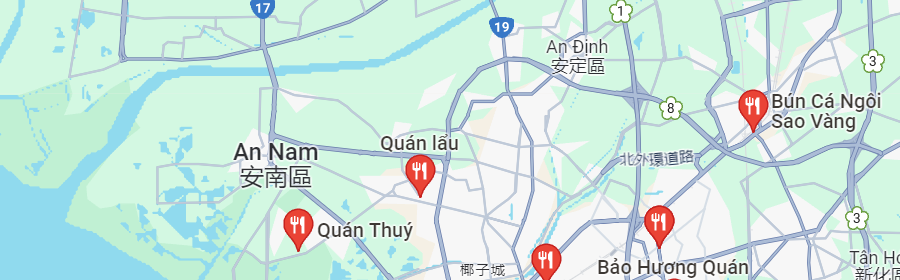 17
19
1
An Định
安定區
3
8
Bún Cá Ngôi
Sao Vàng
An Nam
安南區
Quán lẩu
北外環道路
Quán Thuý
3
椰子城
Bảo Hương Quán
Tân Ho
新化區